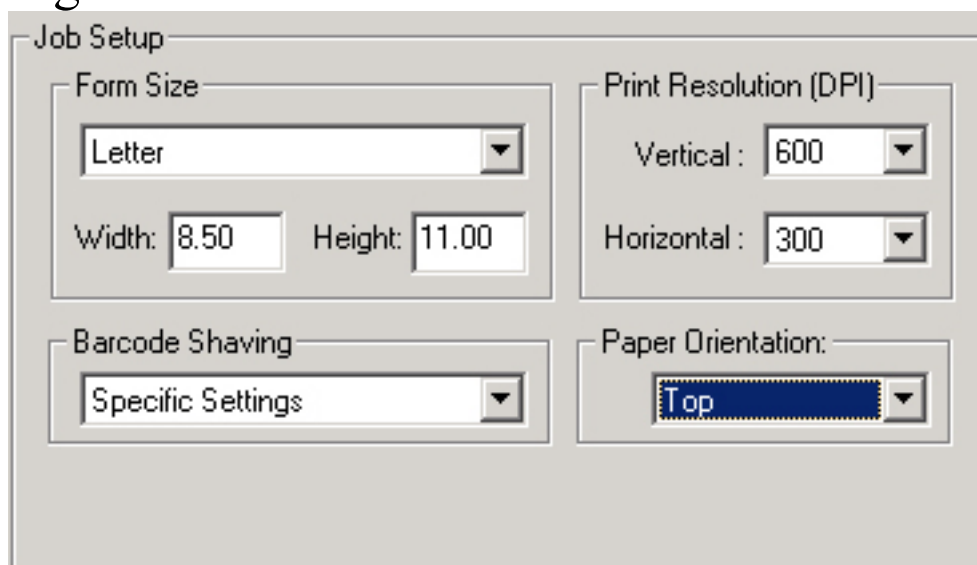 Job Setup
Form Size
Letter
Width: 8.50 Height: 11.00
Print Resolution (DPI)
Vertical : 600
Horizontal : 300
Barcode Shaving
Specific Settings
Paper Orientation:
Top